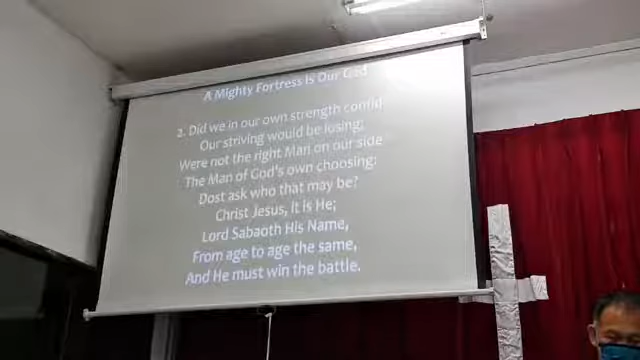 A Mighty Fortress Is Our God
2. Did we in our own strength confid
Our striving would be losing;
Were not the right Man on our side
The Man of God's own choosing:
Dost ask who that may be?
Christ Jesus, it is He;
Lord Sabaoth His Name,
From age to age the same,
And He must win the battle.